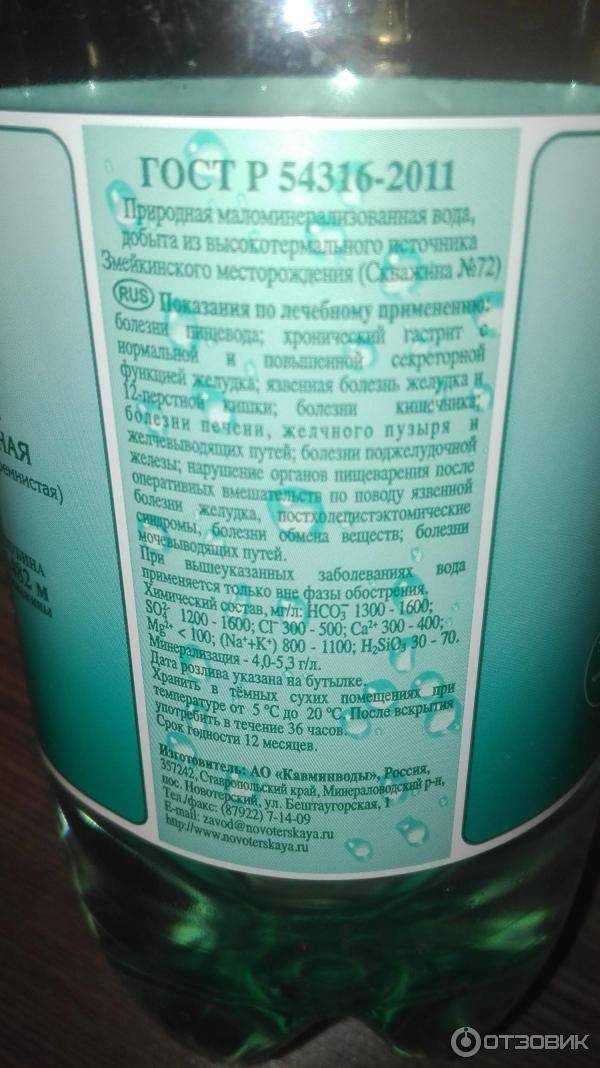 ГОСТ Р 54316-2011
Природная маломинерализованная вода,
добыта из высокотермального источника
Змейкинского месторождения (Скважина №72)
RUS Показания по лечебному применению:
болезни пищевода; хронический гастрит с
нормальной и повышенной секреторной
функцией желудка; язвенная болезнь желудка и
12-перстной кишки; болезни кишечника;
болезни печени, желчного пузыря и
желчевыводящих путей; болезни поджелудочной
железы; нарушение органов пищеварения после
оперативных вмешательств по поводу язвенной
болезни желудка, постхолецистэктомические
синдромы, болезни обмена веществ; болезни
мочевыводящих путей.
При вышеуказанных заболеваниях вода
применяется только вне фазы обострения.
Химический состав, мг/л: HCO₃⁻ 1300 - 1600;
SO₄²⁻ 1200 - 1600; Cl⁻ 300 - 500; Ca²⁺ 300 - 400;
Mg²⁺ < 100; (Na⁺+K⁺) 800 - 1100; H₂SiO₃ 30 - 70.
Минерализация - 4,0-5,3 г/л.
Дата розлива указана на бутылке.
Хранить в тёмных сухих помещениях при
температуре от 5 °С до 20 °С. После вскрытия
употребить в течение 36 часов.
Срок годности 12 месяцев.
Изготовитель: АО «Кавминводы», Россия,
357242, Ставропольский край, Минераловодский р-н,
пос. Новотерский, ул. Бештаугорская, 1
Тел./факс: (87922) 7-14-09
E-mail: zavod@novoterskaya.ru
http://www.novoterskaya.ru
НАЯ
ремнистая)
УБИНА
482 м
ОТЗОВИК